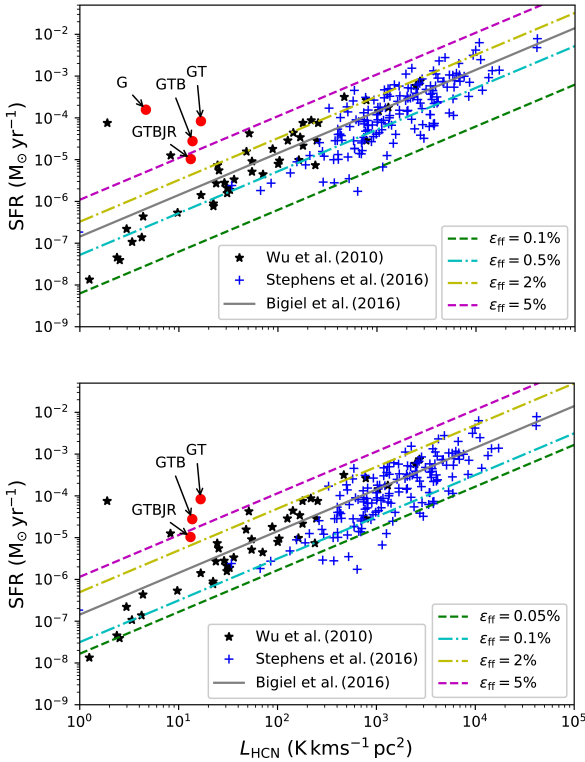 10⁻²
10⁻³
10⁻⁴
10⁻⁵
10⁻⁶
10⁻⁷
10⁻⁸
10⁻⁹
SFR (M⊙ yr⁻¹)
G
GT
GTB
GTBJR
Wu et al. (2010)
Stephens et al. (2016)
Bigiel et al. (2016)
εff = 0.1%
εff = 0.5%
εff = 2%
εff = 5%
10⁻²
10⁻³
10⁻⁴
10⁻⁵
10⁻⁶
10⁻⁷
10⁻⁸
10⁻⁹
SFR (M⊙ yr⁻¹)
GT
GTB
GTBJR
Wu et al. (2010)
Stephens et al. (2016)
Bigiel et al. (2016)
εff = 0.05%
εff = 0.1%
εff = 2%
εff = 5%
10⁰ 10¹ 10² 10³ 10⁴ 10⁵
LHCN (K kms⁻¹ pc²)